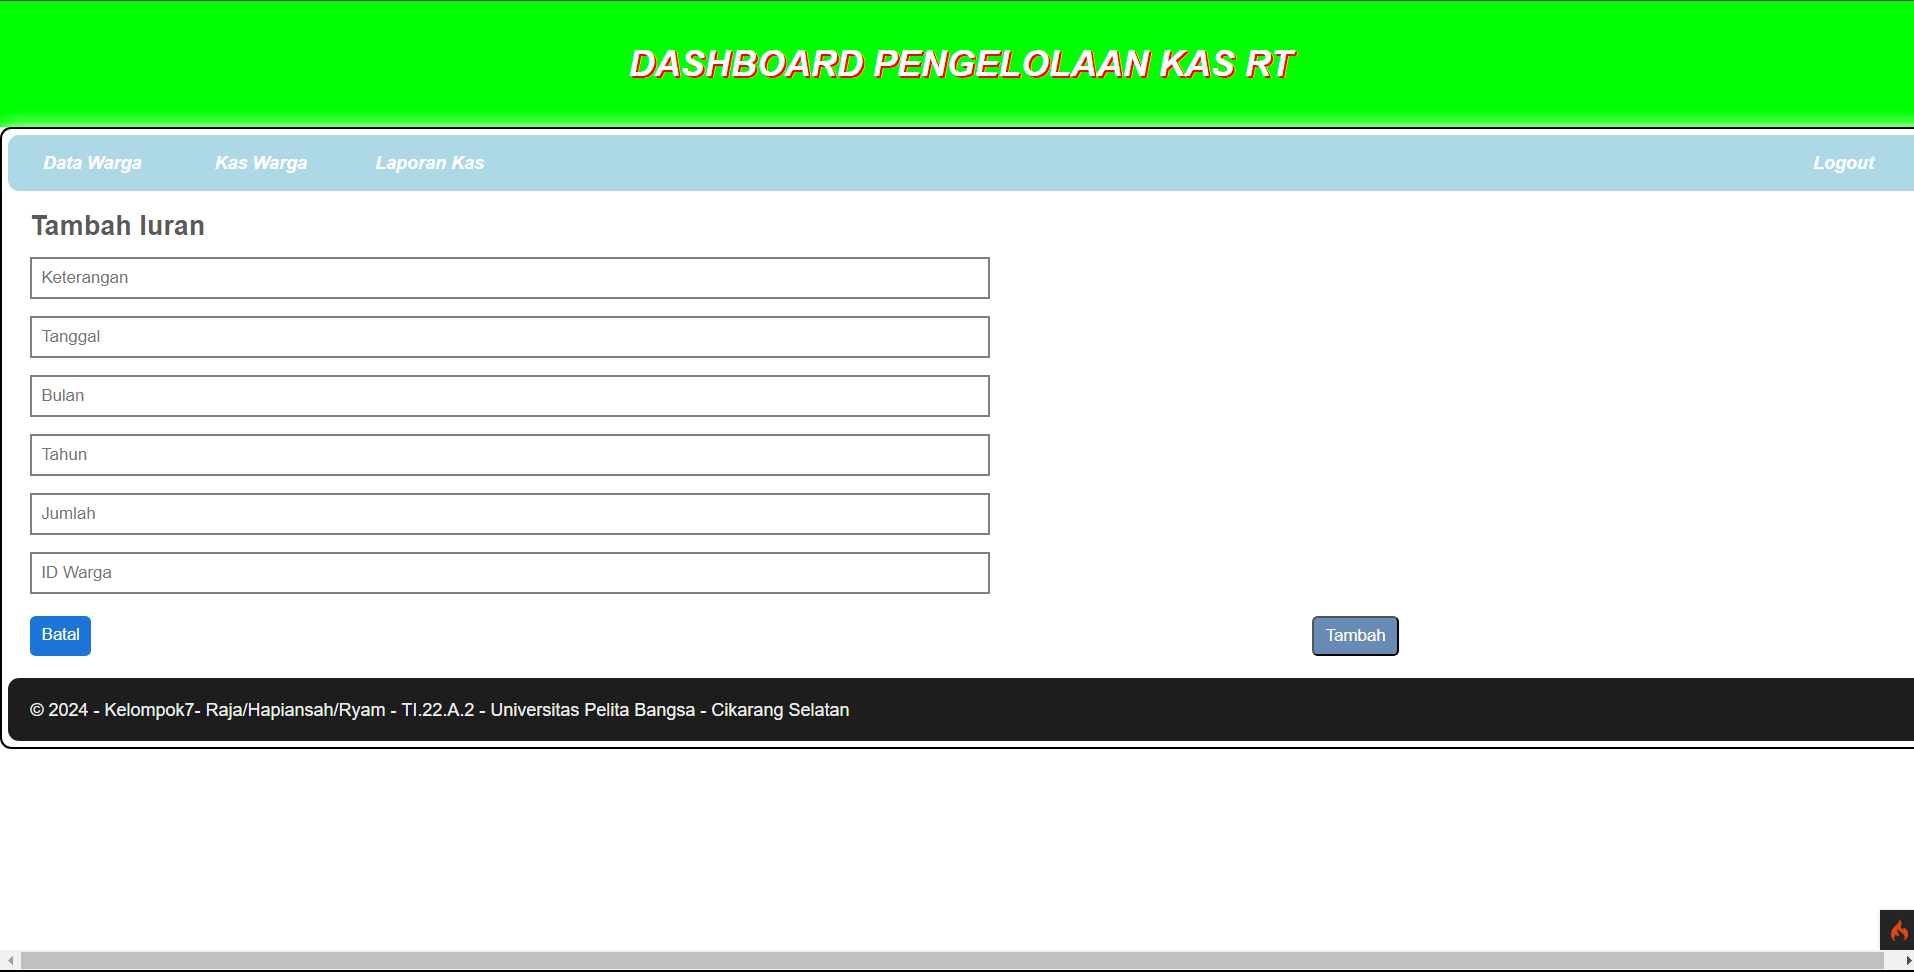 DASHBOARD PENGELOLAAN KAS RT
Data Warga Kas Warga Laporan Kas Logout
Tambah Iuran
Keterangan
Tanggal
Bulan
Tahun
Jumlah
ID Warga
Batal Tambah
© 2024 - Kelompok7- Raja/Hapiansah/Ryam - TI.22.A.2 - Universitas Pelita Bangsa - Cikarang Selatan